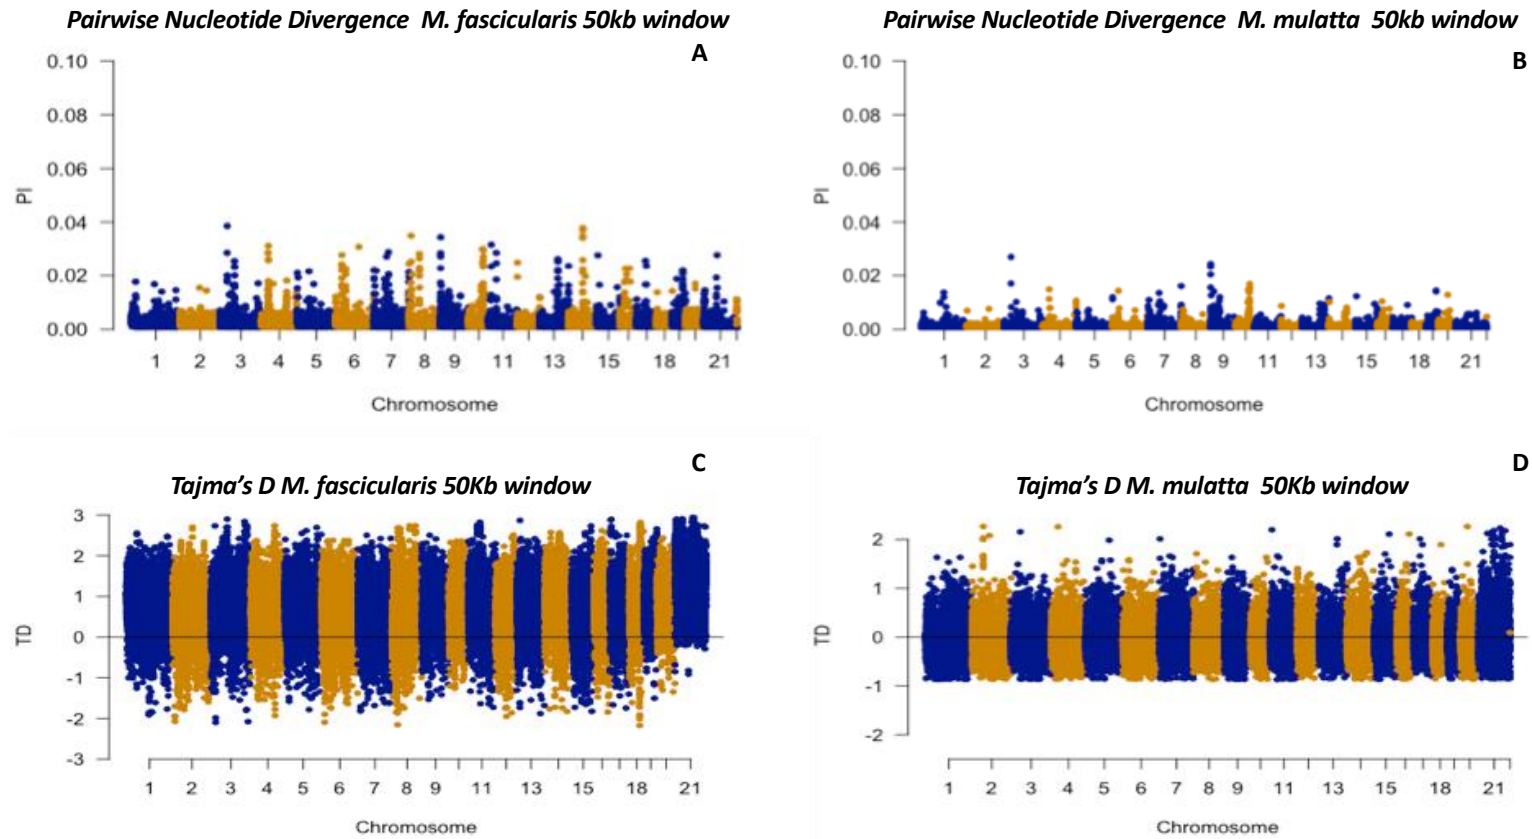 Pairwise Nucleotide Divergence M. fascicularis 50kb window
A
0.10
0.08
0.06
0.04
0.02
0.00
PI
1 2 3 4 5 6 7 8 9 11 13 15 18 21
Chromosome
Pairwise Nucleotide Divergence M. mulatta 50kb window
B
0.10
0.08
0.06
0.04
0.02
0.00
PI
1 2 3 4 5 6 7 8 9 11 13 15 18 21
Chromosome
C
Tajma's D M. fascicularis 50Kb window
3
2
1
0
-1
-2
-3
TD
1 2 3 4 5 6 7 8 9 11 13 15 18 21
Chromosome
D
Tajma's D M. mulatta 50Kb window
2
1
0
-1
-2
TD
1 2 3 4 5 6 7 8 9 11 13 15 18 21
Chromosome